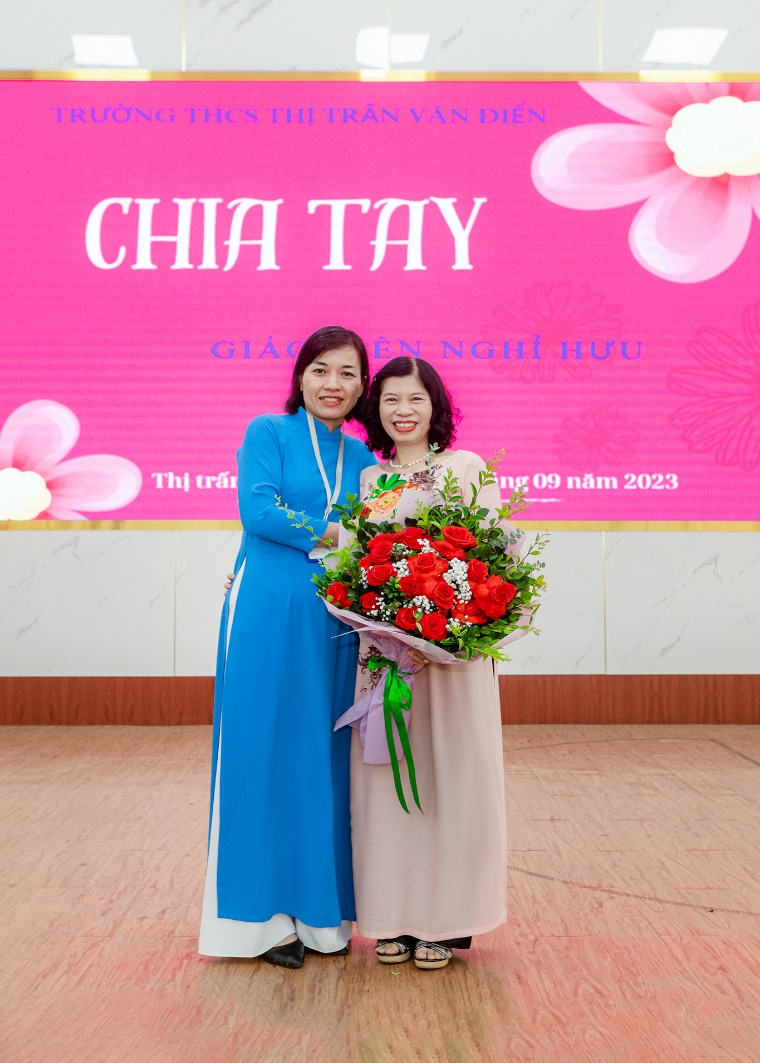 TRƯỜNG THCS THỊ TRẤN VĂN ĐIỂN
CHIA TAY
NGHỈ HƯU
Thị trấn 09 năm 2023